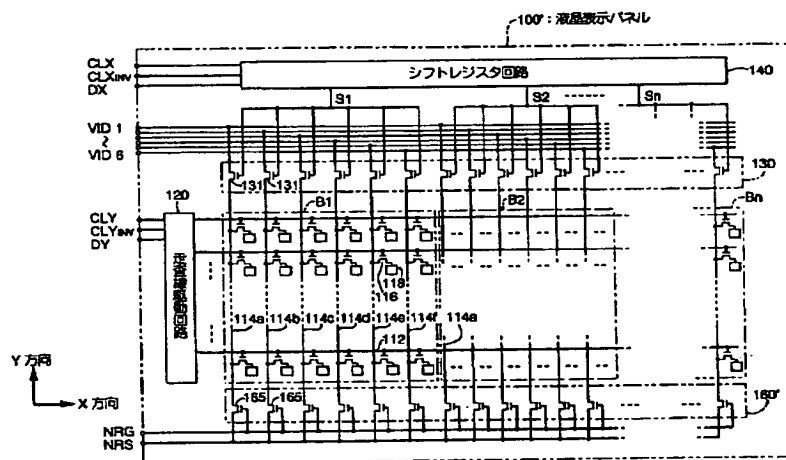 100': 液晶表示パネル
CLX
CLXINV
DX
シフトレジスタ回路
140
S1
S2
Sn
VID 1
~
VID 6
131
131
130
120
B1
B2
Bn
CLY
CLYINV
DY
118
116
114a
114b
114c
114d
114e
114f
114a
112
Y 方向
X 方向
165
165
160'
NRG
NRS